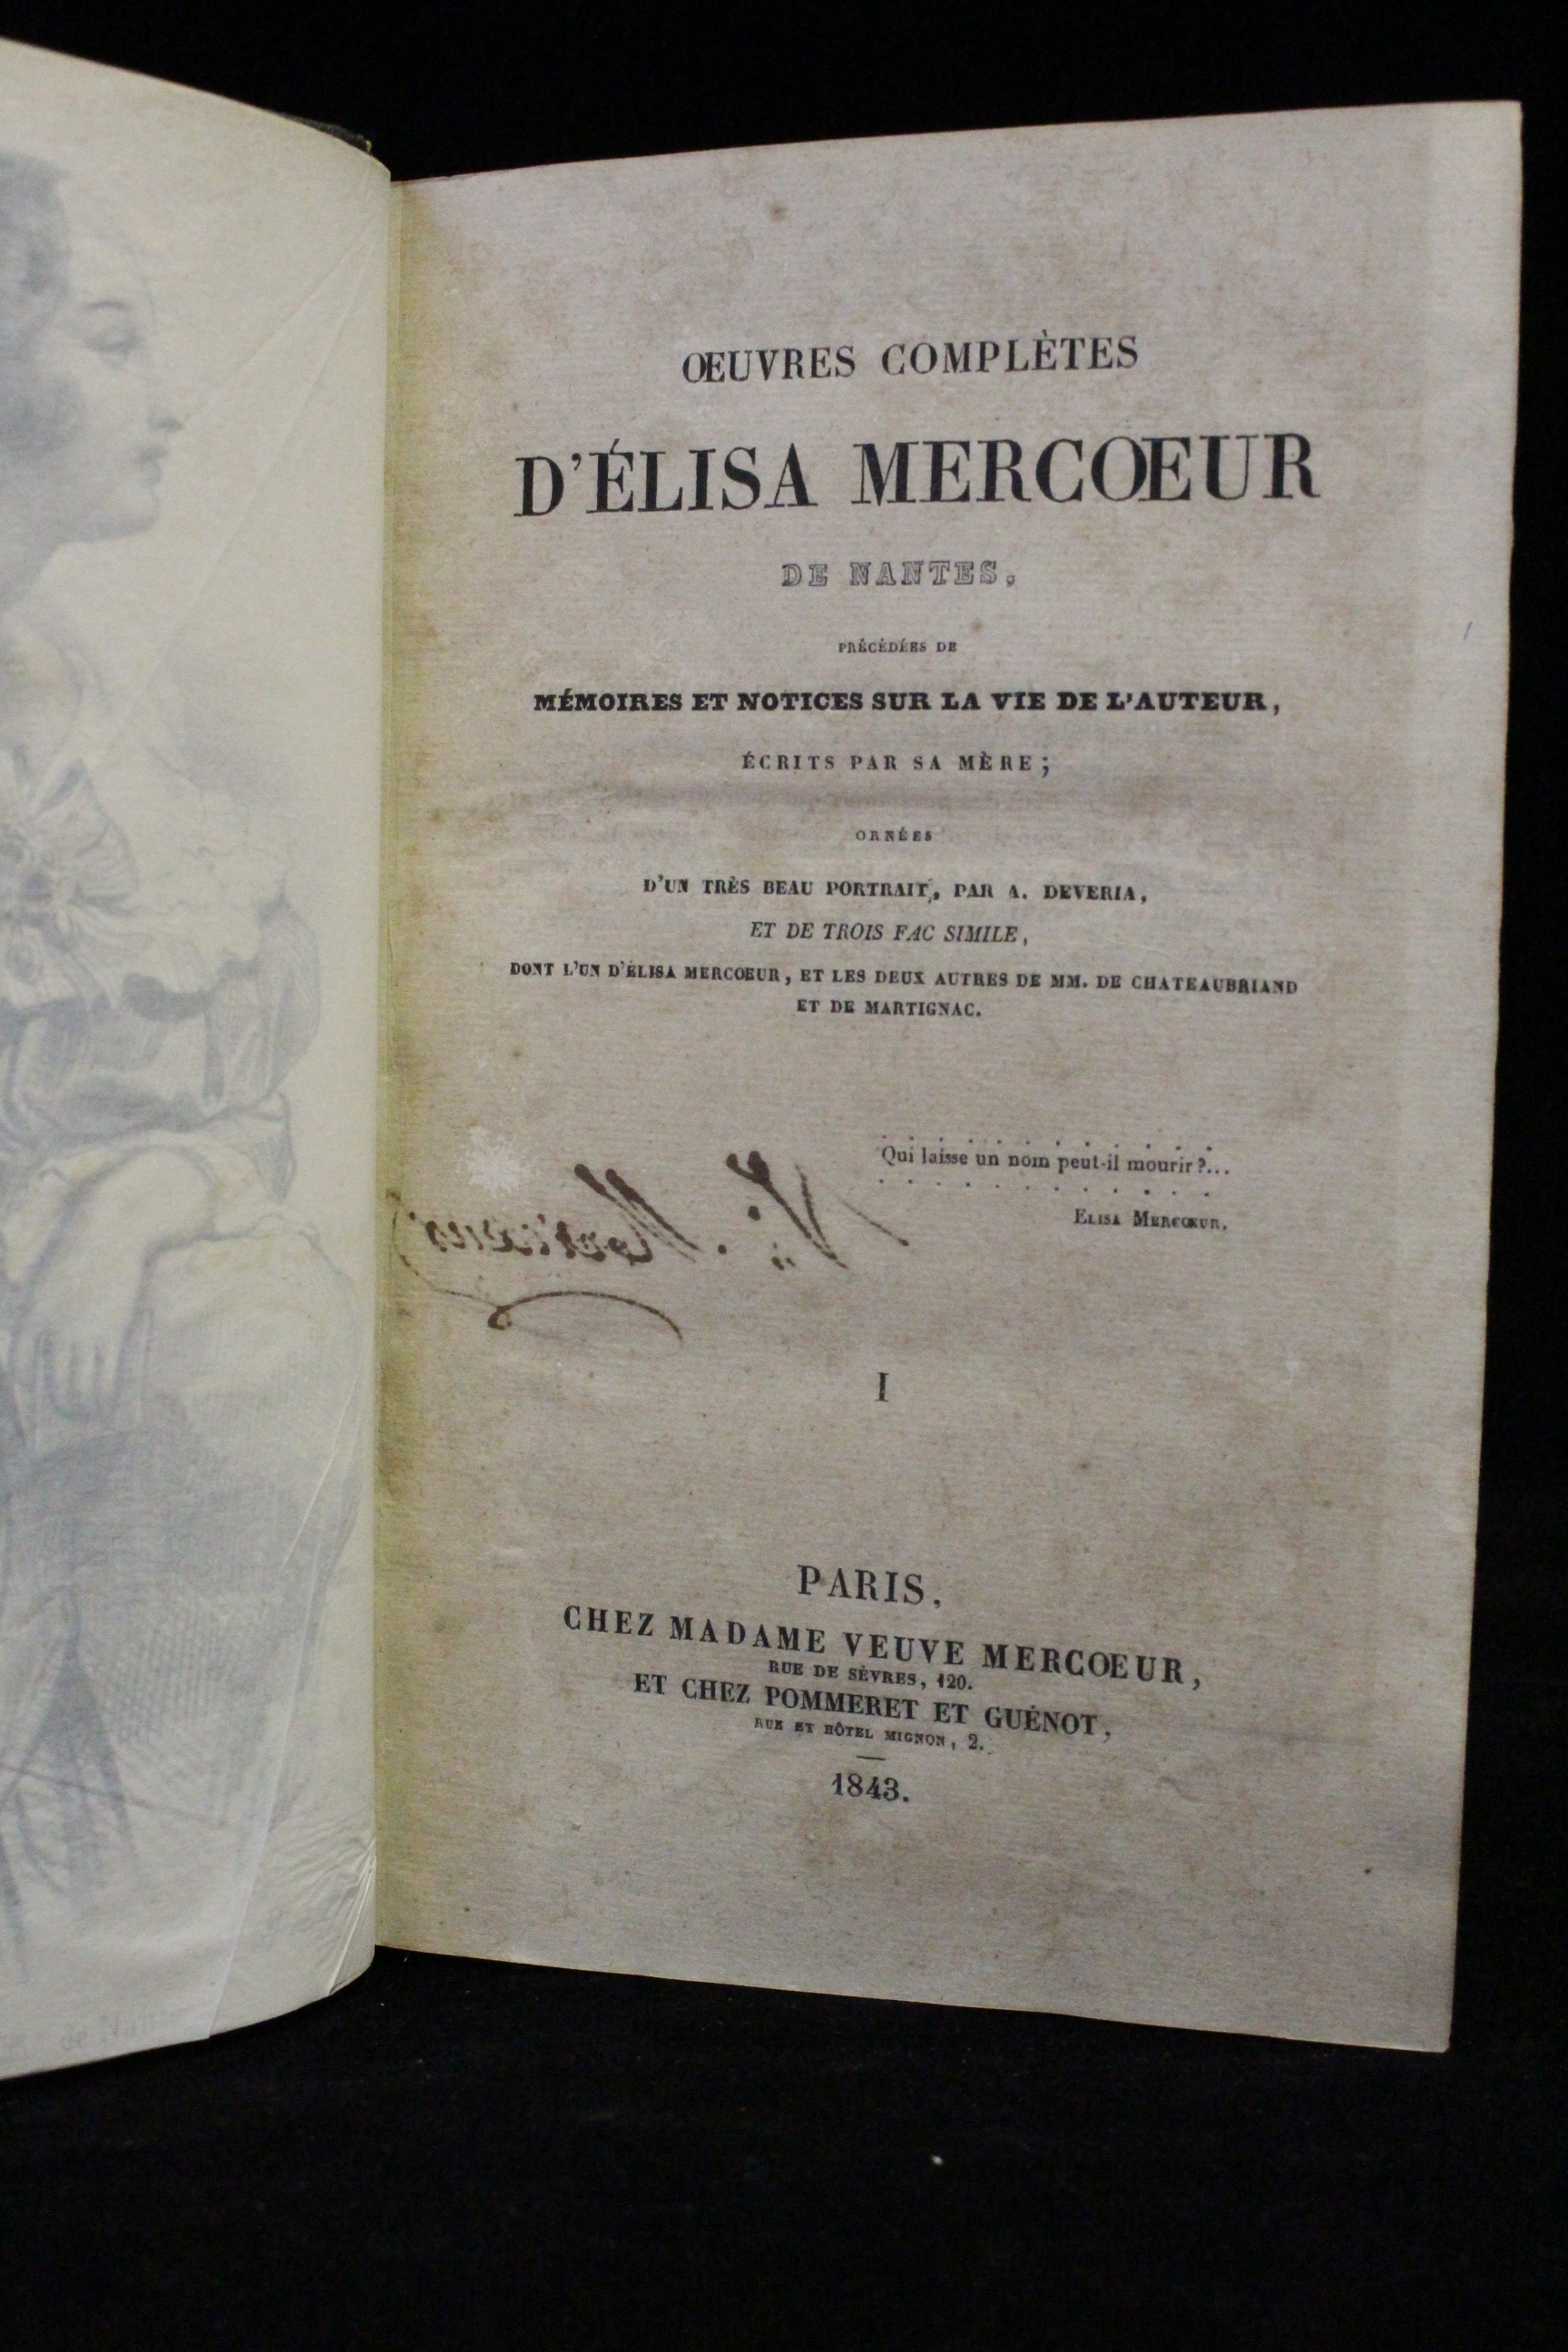 ŒUVRES COMPLÈTES
D'ÉLISA MERCOEUR
DE NANTES,
PRÉCÉDÉES DE
MÉMOIRES ET NOTICES SUR LA VIE DE L'AUTEUR,
ÉCRITS PAR SA MÈRE;
ORNÉES
D'UN TRÈS BEAU PORTRAIT, PAR A. DEVERIA,
ET DE TROIS FAC SIMILE,
DONT L'UN D'ÉLISA MERCOEUR, ET LES DEUX AUTRES DE MM. DE CHATEAUBRIAND
ET DE MARTIGNAC.
Qui laisse un nom peut-il mourir?...
ELISA MERCOEUR.
I
PARIS.
CHEZ MADAME VEUVE MERCOEUR,
RUE DE SÈVRES, 120.
ET CHEZ POMMERET ET GUÉNOT,
RUE ET HÔTEL MIGNON, 2.
1843.